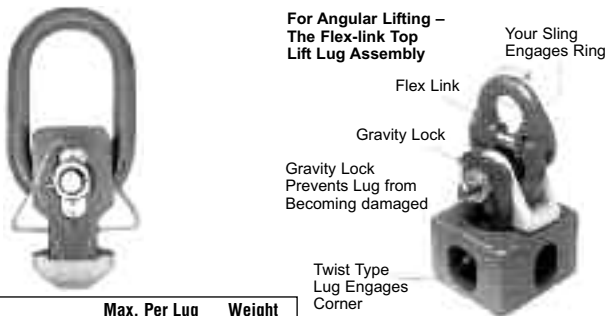 For Angular Lifting –
The Flex-link Top
Lift Lug Assembly
Your Sling
Engages Ring
Flex Link
Gravity Lock
Gravity Lock
Prevents Lug from
Becoming damaged
Twist Type
Lug Engages
Corner
Max. Per Lug Weight